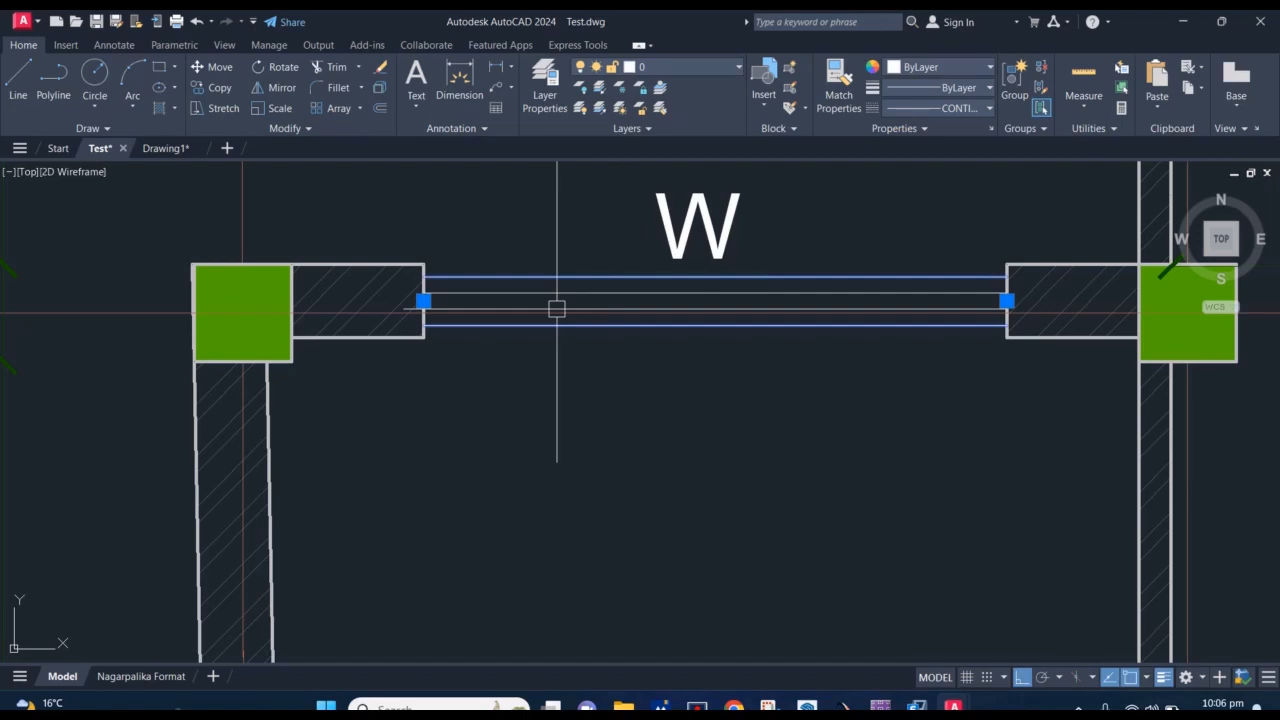 A Share Autodesk AutoCAD 2024 Test.dwg Type a keyword or phrase Sign In ?
Home Insert Annotate Parametric View Manage Output Add-ins Collaborate Featured Apps Express Tools
Move Rotate Trim 0 ByLayer
Copy Mirror Fillet ByLayer
Line Polyline Circle Arc Stretch Scale Array Text Dimension Layer Properties Insert Match Properties CONTI... Group Measure Paste Base
Draw Modify Annotation Layers Block Properties Groups Utilities Clipboard View
Start Test* Drawing1*
[−][Top][2D Wireframe]
W
N
W TOP E
S
WCS
Y
X
Model Nagarpalika Format MODEL
16°C Search 10:06 pm